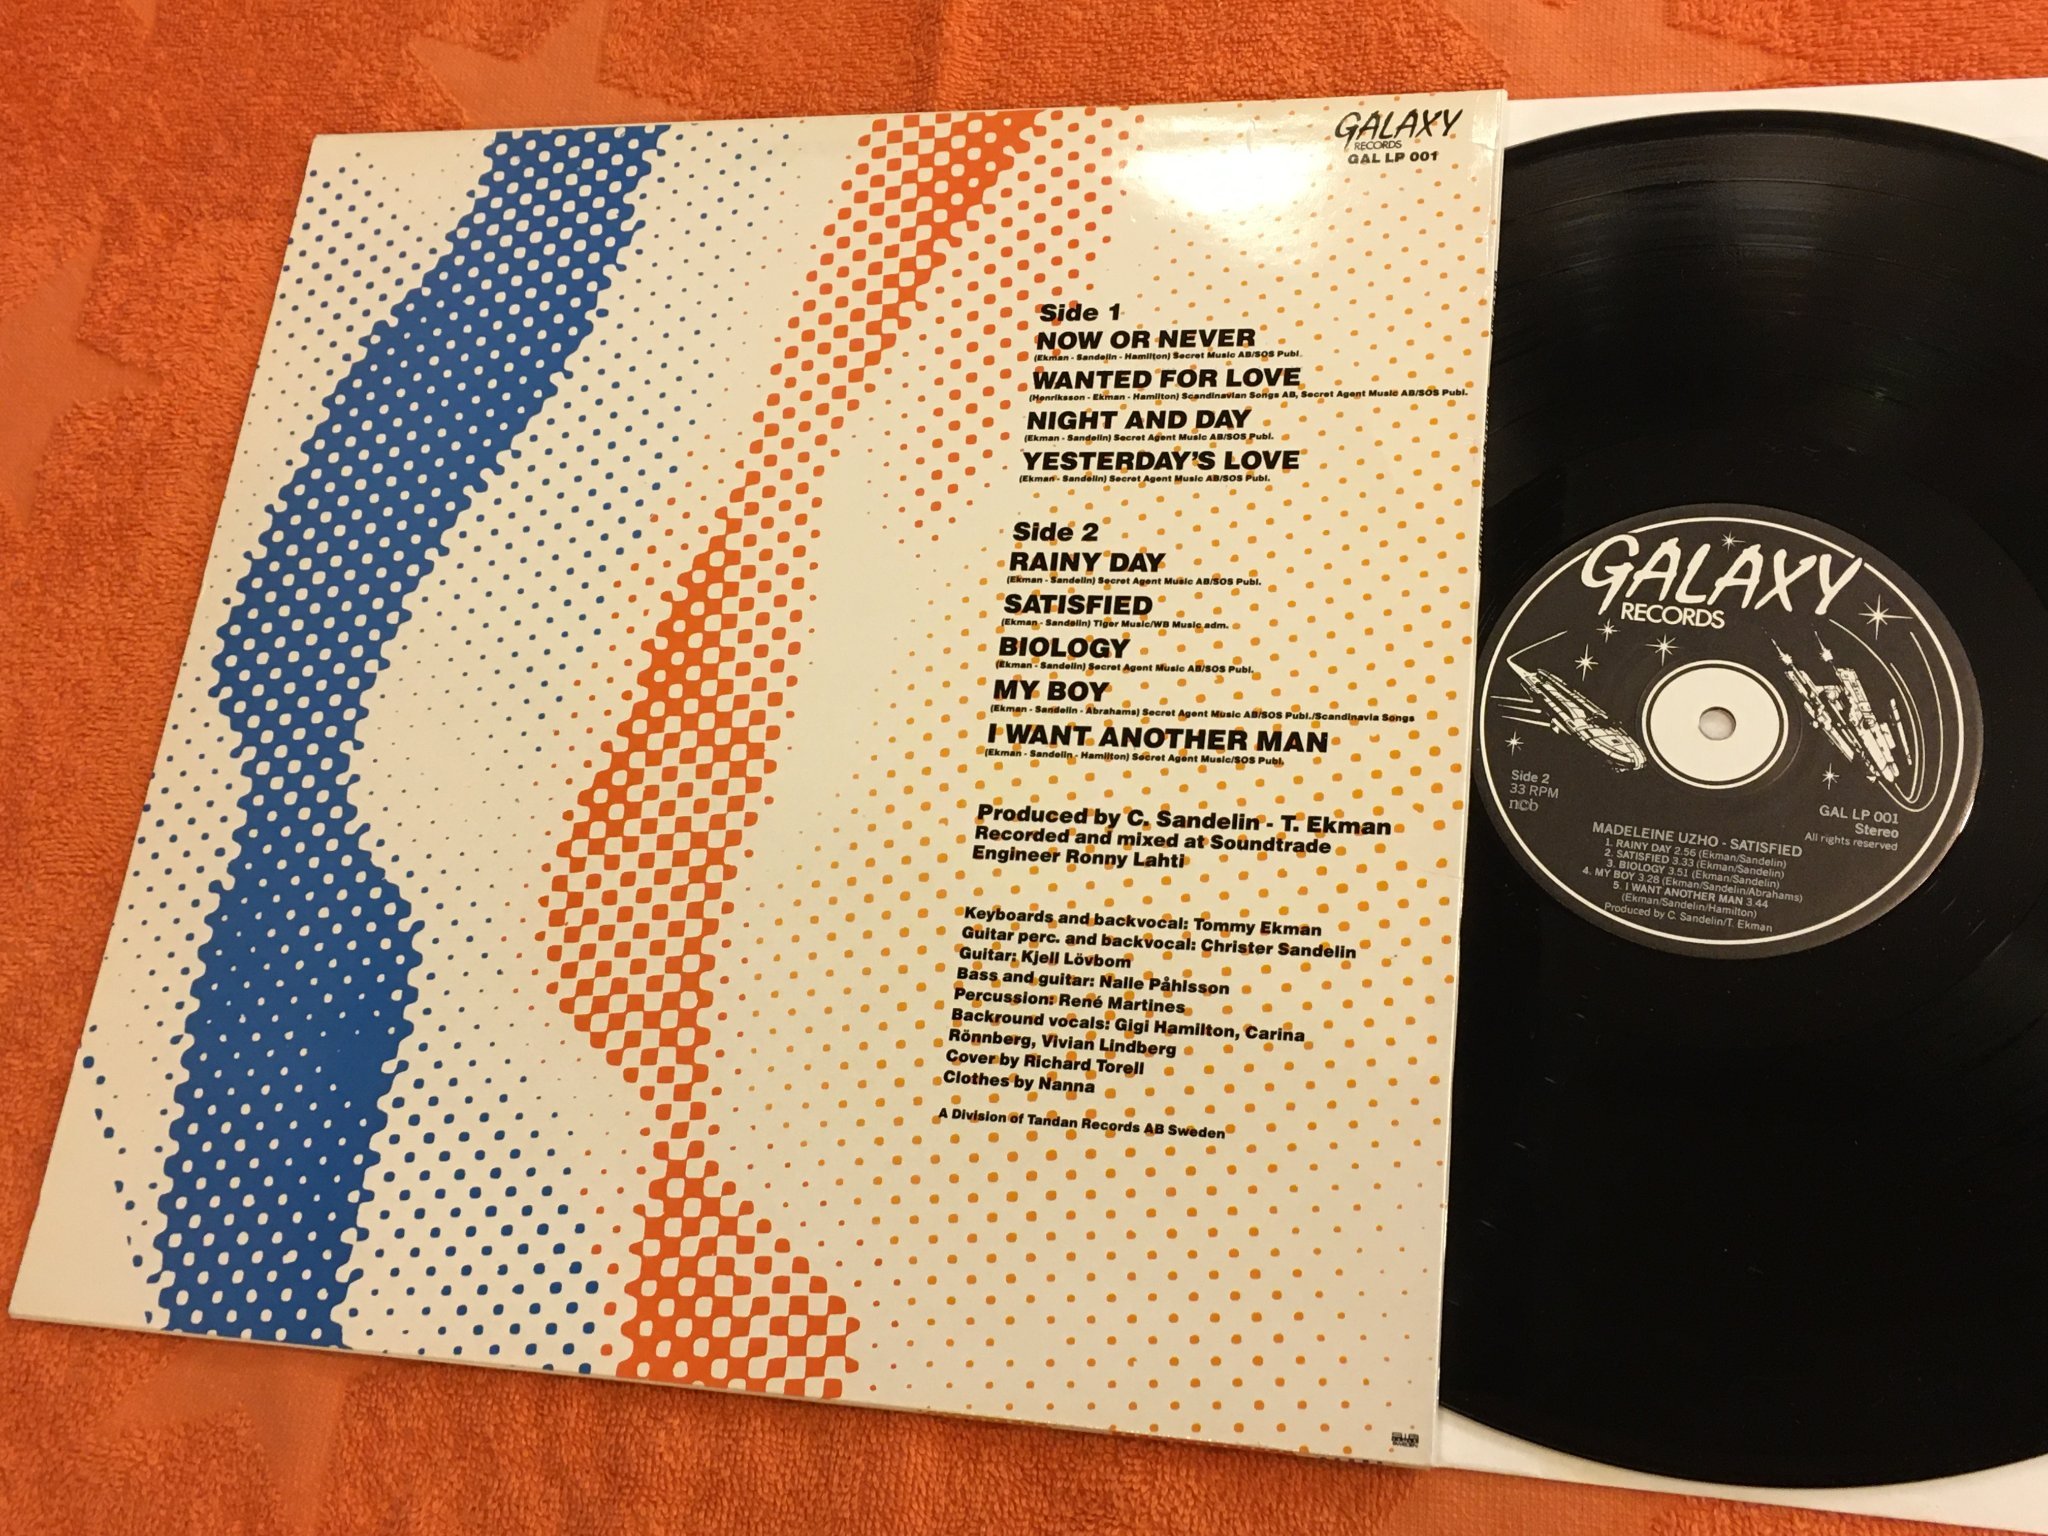 GALAXY
RECORDS
GAL LP 001
Side 1
NOW OR NEVER
(Ekman - Sandelin - Hamilton) Secret Music AB/SOS Publ.
WANTED FOR LOVE
(Henriksson - Ekman - Hamilton) Scandinavian Songs AB, Secret Agent Music AB/SOS Publ.
NIGHT AND DAY
(Ekman - Sandelin) Secret Agent Music AB/SOS Publ.
YESTERDAY'S LOVE
(Ekman - Sandelin) Secret Agent Music AB/SOS Publ.
Side 2
RAINY DAY
(Ekman - Sandelin) Secret Agent Music AB/SOS Publ.
SATISFIED
(Ekman - Sandelin) Tiger Music/WB Music adm.
BIOLOGY
(Ekman - Sandelin) Secret Agent Music AB/SOS Publ.
MY BOY
(Ekman - Sandelin - Abrahams) Secret Agent Music AB/SOS Publ./Scandinavia Songs
I WANT ANOTHER MAN
(Ekman - Sandelin - Hamilton) Secret Agent Music/SOS Publ.
Produced by C. Sandelin - T. Ekman
Recorded and mixed at Soundtrade
Engineer Ronny Lahti
Keyboards and backvocal: Tommy Ekman
Guitar perc. and backvocal: Christer Sandelin
Guitar: Kjell Lövbom
Bass and guitar: Nalle Påhlsson
Percussion: René Martines
Backround vocals: Gigi Hamilton, Carina
Rönnberg, Vivian Lindberg
Cover by Richard Torell
Clothes by Nanna
A Division of Tandan Records AB Sweden
GALAXY
RECORDS
Side 2
33 RPM
ncb
GAL LP 001
Stereo
All rights reserved
MADELEINE UZHO - SATISFIED
1. RAINY DAY 2.56 (Ekman/Sandelin)
2. SATISFIED 3.33 (Ekman/Sandelin)
3. BIOLOGY 3.51 (Ekman/Sandelin)
4. MY BOY 3.28 (Ekman/Sandelin/Abrahams)
5. I WANT ANOTHER MAN 3.44
(Ekman/Sandelin/Hamilton)
Produced by C. Sandelin/T. Ekman